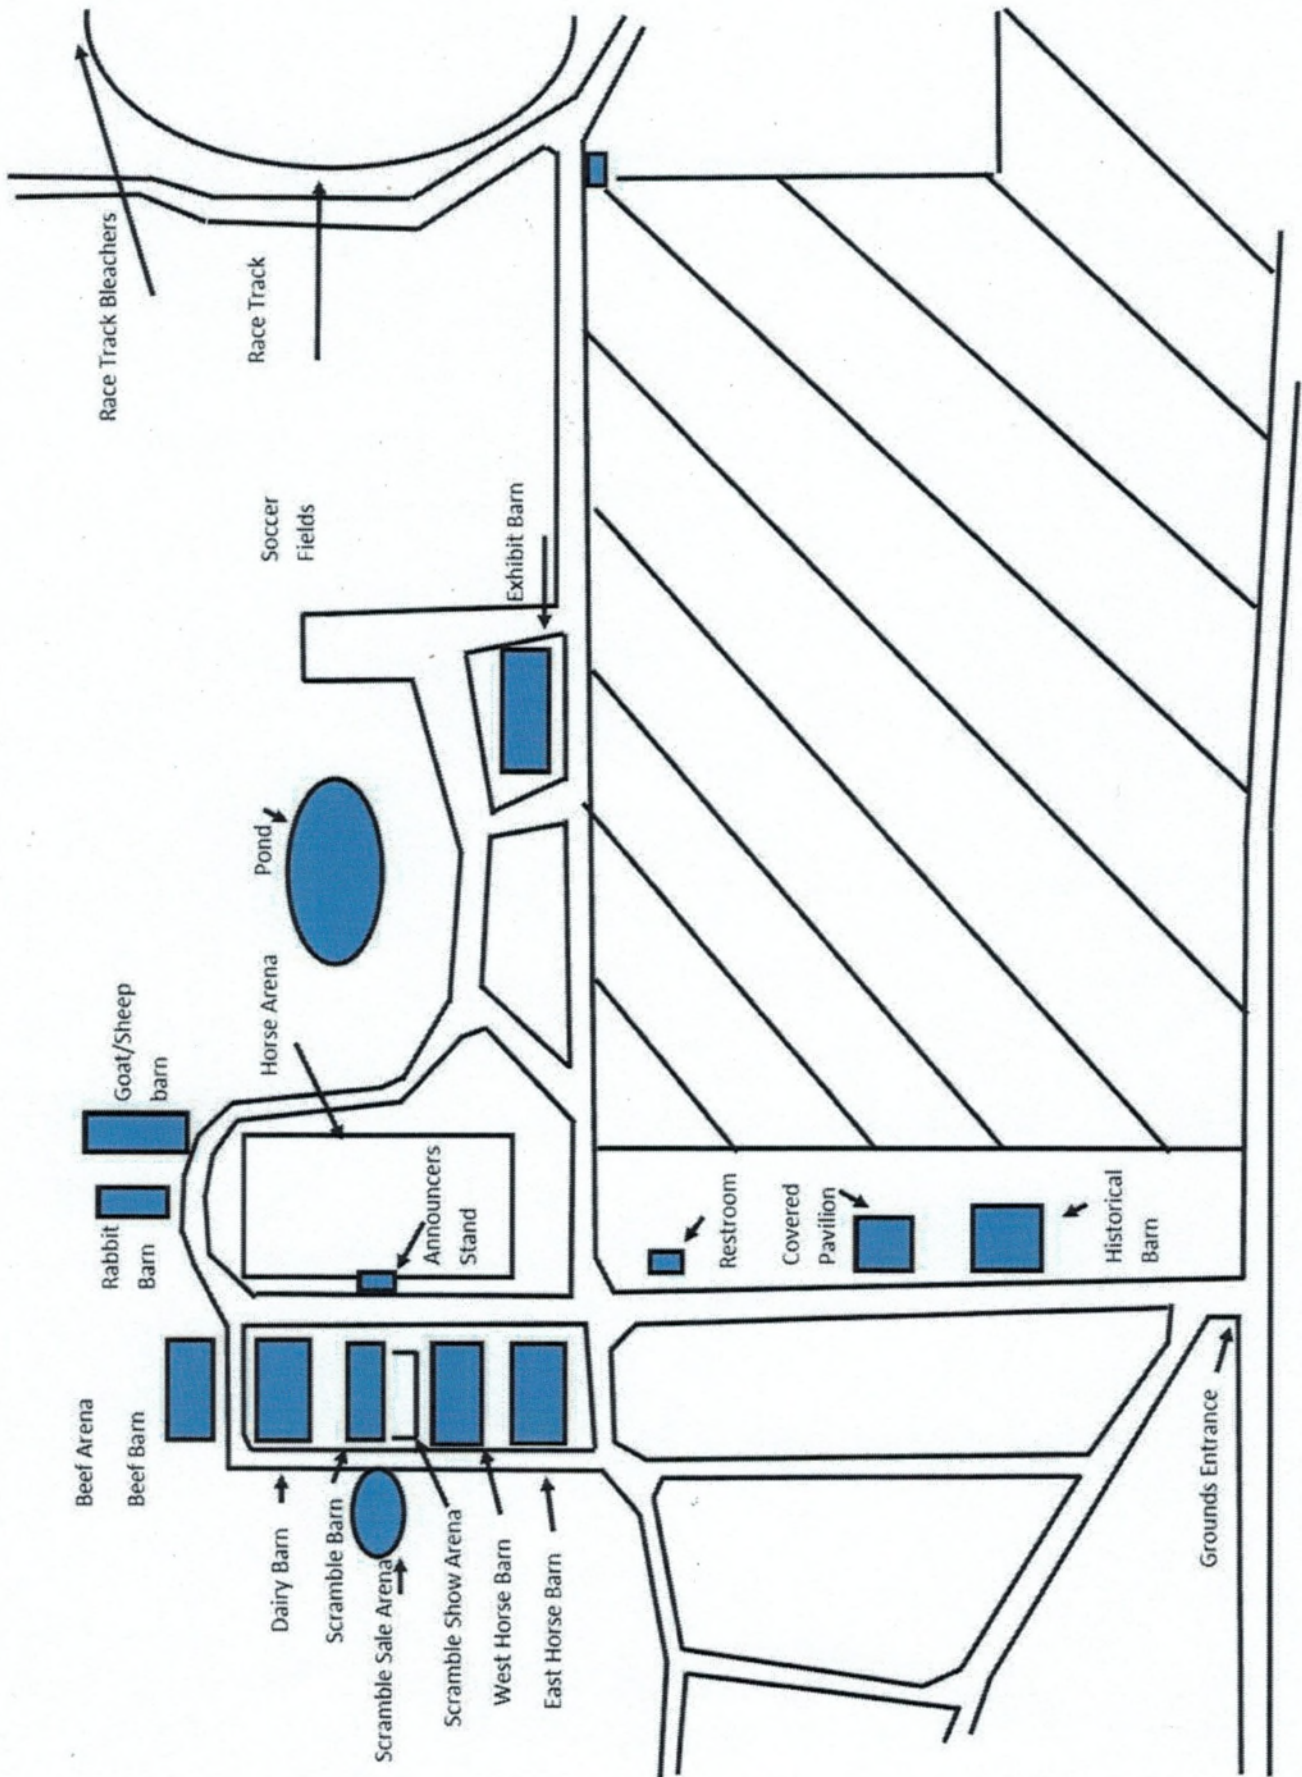 Race Track Bleachers
Race Track
Soccer
Fields
Exhibit Barn
Pond
Horse Arena
Goat/Sheep
barn
Rabbit
Barn
Announcers
Stand
Restroom
Covered
Pavilion
Historical
Barn
Beef Arena
Beef Barn
Dairy Barn
Scramble Barn
Scramble Sale Arena
Scramble Show Arena
West Horse Barn
East Horse Barn
Grounds Entrance